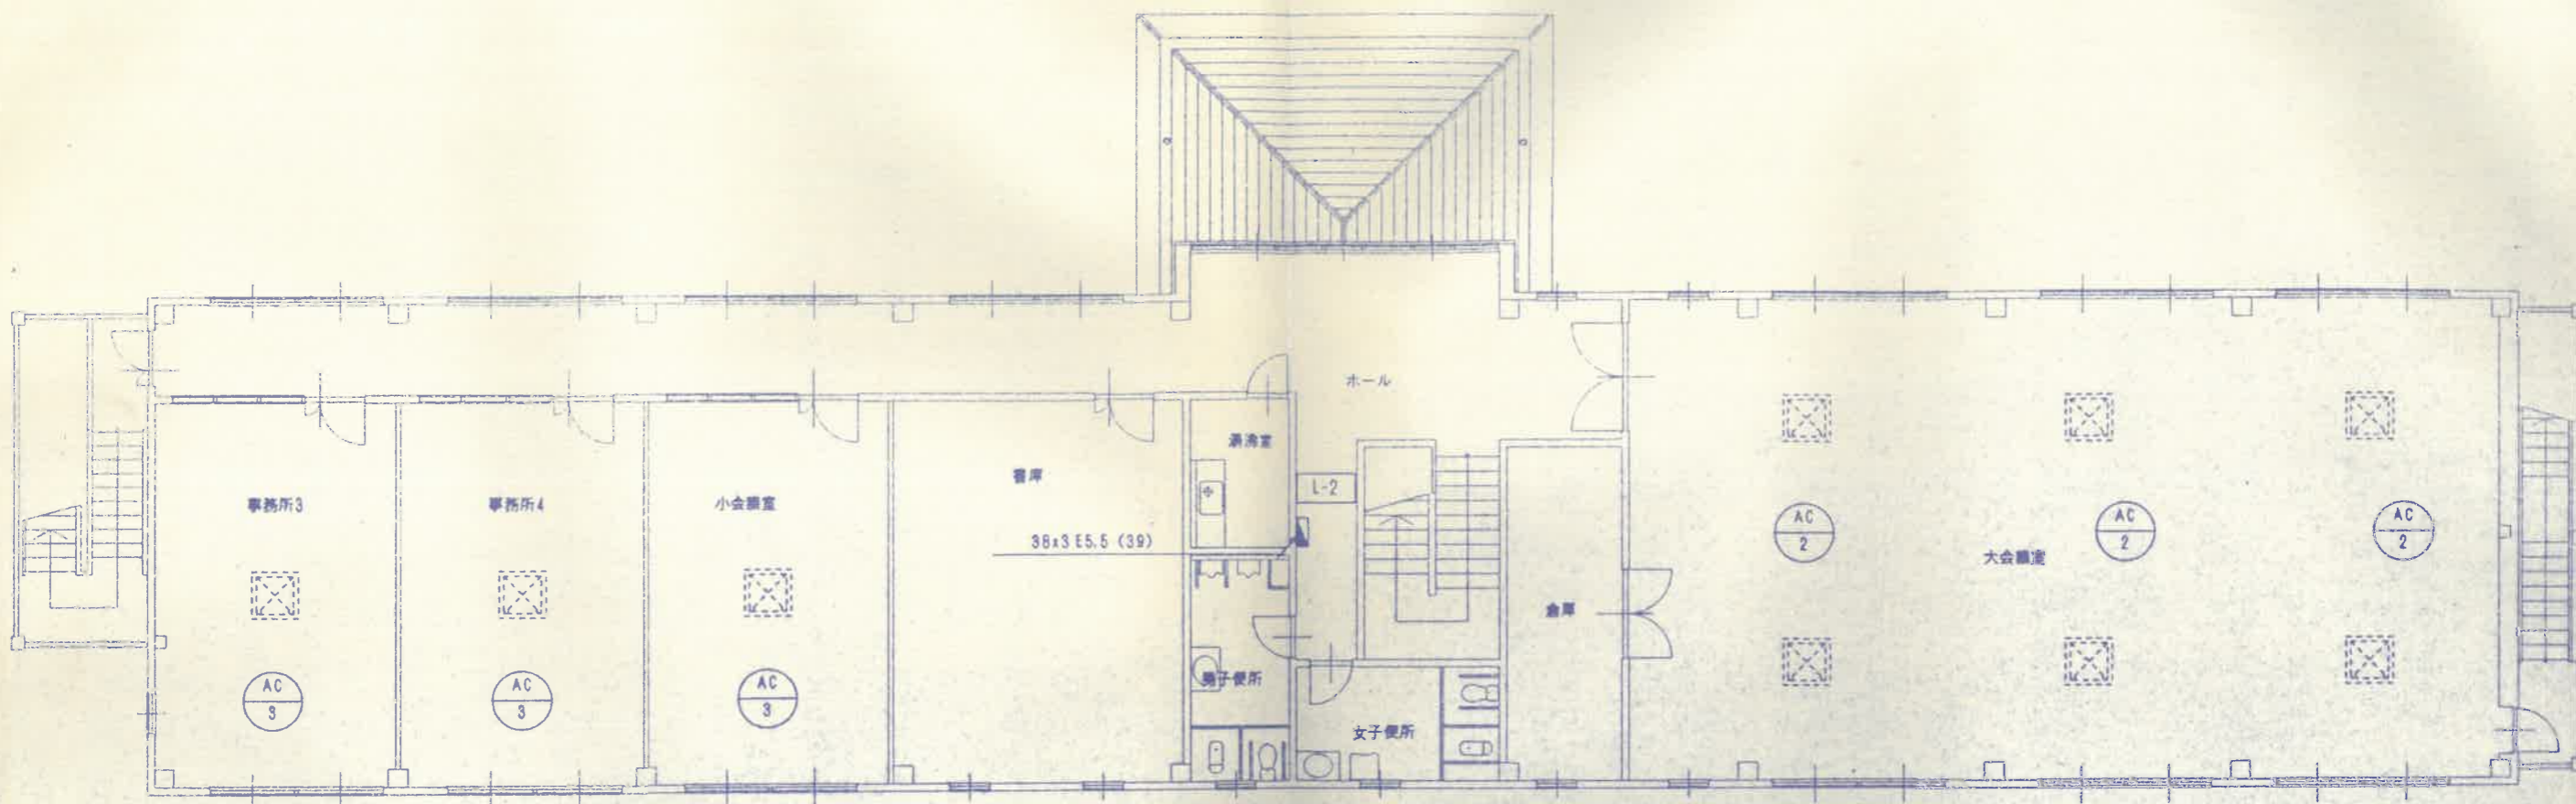 ホール
湯沸室
書庫
L-2
事務所3
事務所4
小会議室
38x3 E5.5 (39)
AC
2
AC
2
AC
2
大会議室
倉庫
男子便所
AC
3
AC
3
AC
3
女子便所